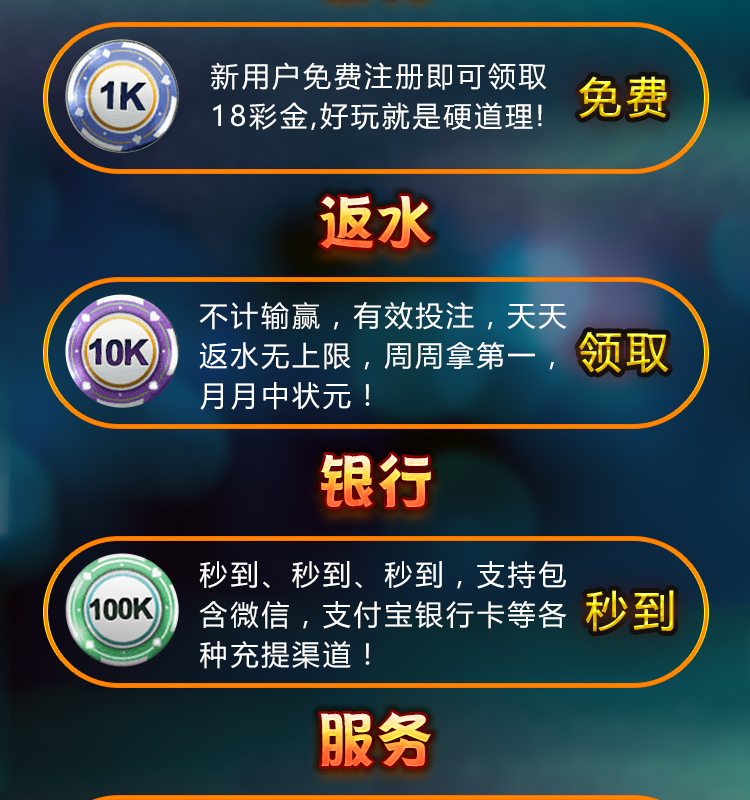 1K
新用户免费注册即可领取
18彩金,好玩就是硬道理!
免费
返水
10K
不计输赢，有效投注，天天
返水无上限，周周拿第一，
月月中状元！
领取
银行
100K
秒到、秒到、秒到，支持包
含微信，支付宝银行卡等各
种充提渠道！
秒到
服务